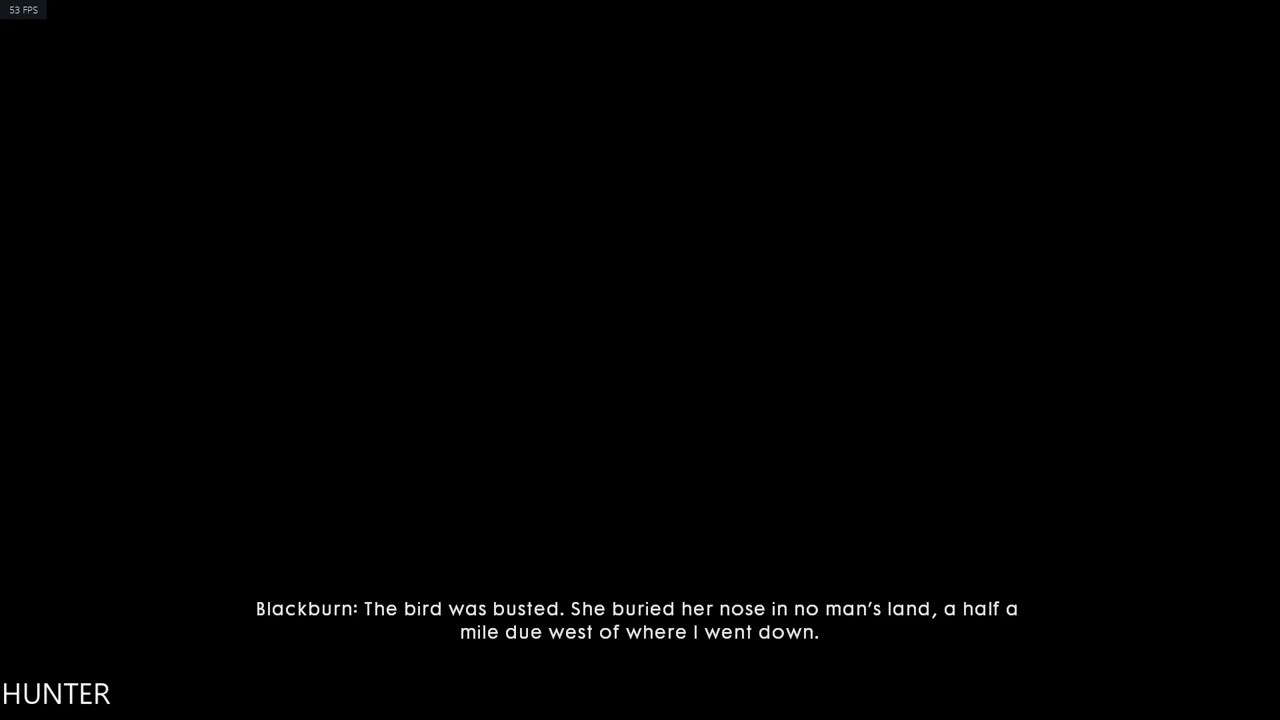 53 FPS
Blackburn: The bird was busted. She buried her nose in no man's land, a half a
mile due west of where I went down.
HUNTER